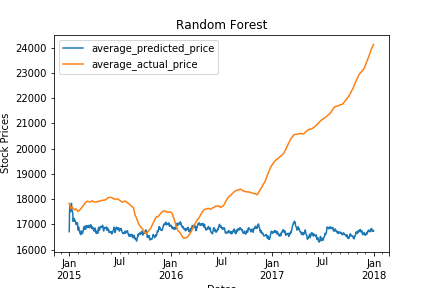 Random Forest
average_predicted_price
average_actual_price
Stock Prices
24000
23000
22000
21000
20000
19000
18000
17000
16000
Jan
2015
Jul
Jan
2016
Jul
Jan
2017
Jul
Jan
2018